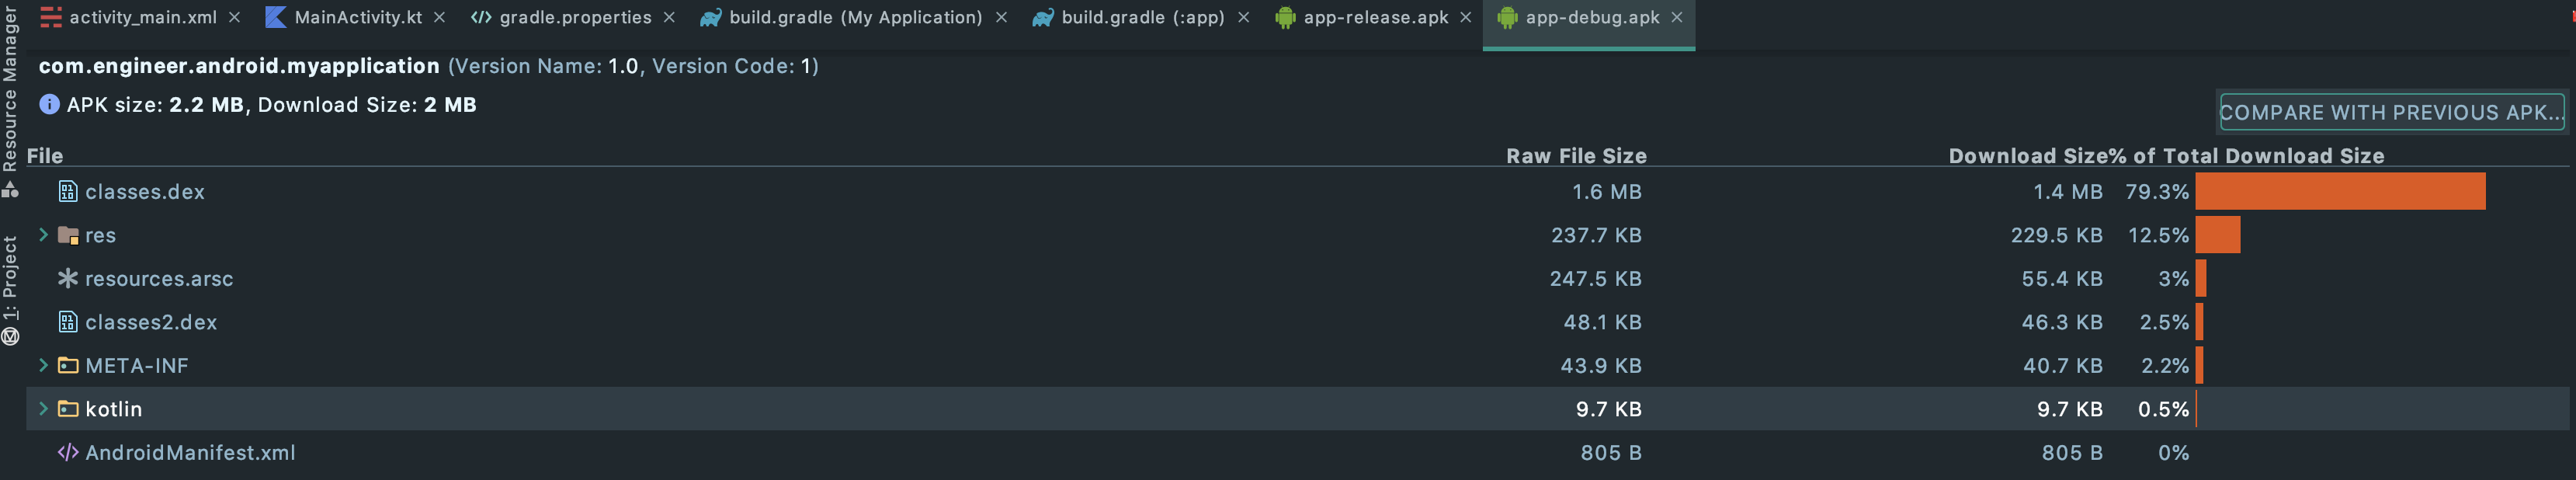 activity_main.xml MainActivity.kt gradle.properties build.gradle (My Application) build.gradle (:app) app-release.apk app-debug.apk
Resource Manager
1: Project
com.engineer.android.myapplication (Version Name: 1.0, Version Code: 1)
APK size: 2.2 MB, Download Size: 2 MB
COMPARE WITH PREVIOUS APK...
File Raw File Size Download Size % of Total Download Size
classes.dex 1.6 MB 1.4 MB 79.3%
res 237.7 KB 229.5 KB 12.5%
resources.arsc 247.5 KB 55.4 KB 3%
classes2.dex 48.1 KB 46.3 KB 2.5%
META-INF 43.9 KB 40.7 KB 2.2%
kotlin 9.7 KB 9.7 KB 0.5%
AndroidManifest.xml 805 B 805 B 0%